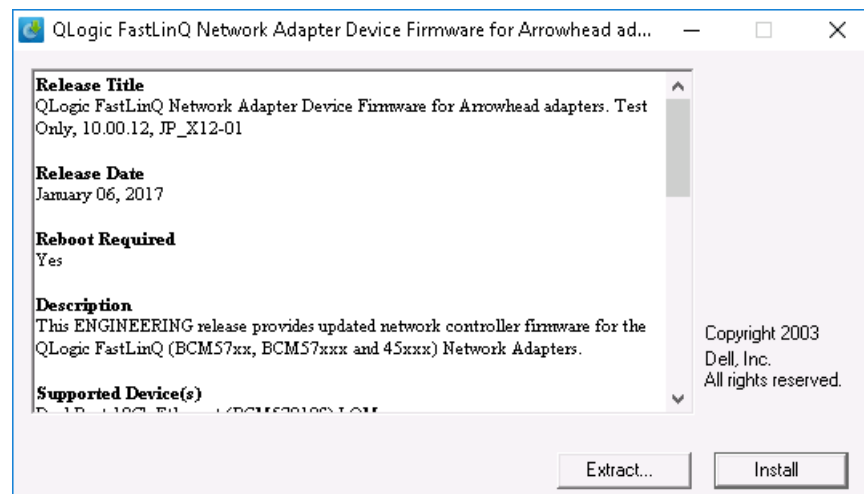 QLogic FastLinQ Network Adapter Device Firmware for Arrowhead ad...
Release Title
QLogic FastLinQ Network Adapter Device Firmware for Arrowhead adapters. Test
Only, 10.00.12, JP_X12-01
Release Date
January 06, 2017
Reboot Required
Yes
Description
This ENGINEERING release provides updated network controller firmware for the
QLogic FastLinQ (BCM57xx, BCM57xxx and 45xxx) Network Adapters.
Supported Device(s)
Copyright 2003
Dell, Inc.
All rights reserved.
Extract...
Install